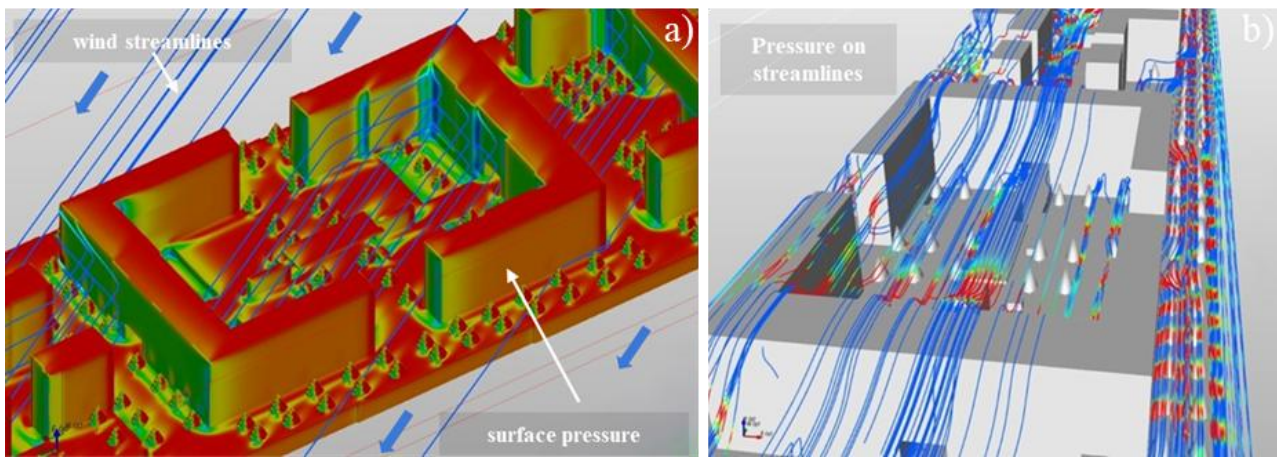 wind streamlines
a)
surface pressure
Pressure on
streamlines
b)